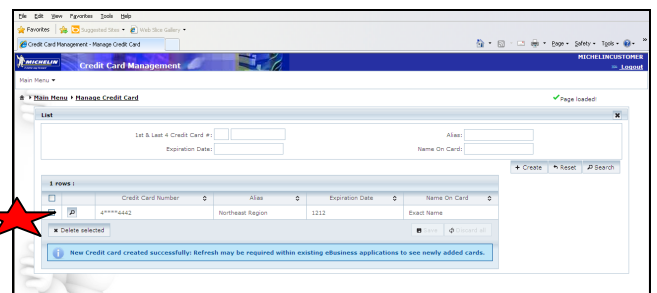 File Edit View Favorites Tools Help
Favorites Suggested Sites Web Slice Gallery
Credit Card Management - Manage Credit Card Page Safety Tools
MICHELIN Credit Card Management MICHELINCUSTOMER
Logout
Main Menu
Main Menu Manage Credit Card Page loaded!
List
1st & Last 4 Credit Card #: Alias:
Expiration Date: Name On Card:
+ Create Reset Search
1 rows :
Credit Card Number Alias Expiration Date Name On Card
4****4442 Northeast Region 1212 Exact Name
Delete selected Save Discard all
New Credit card created successfully: Refresh may be required within existing eBusiness applications to see newly added cards.